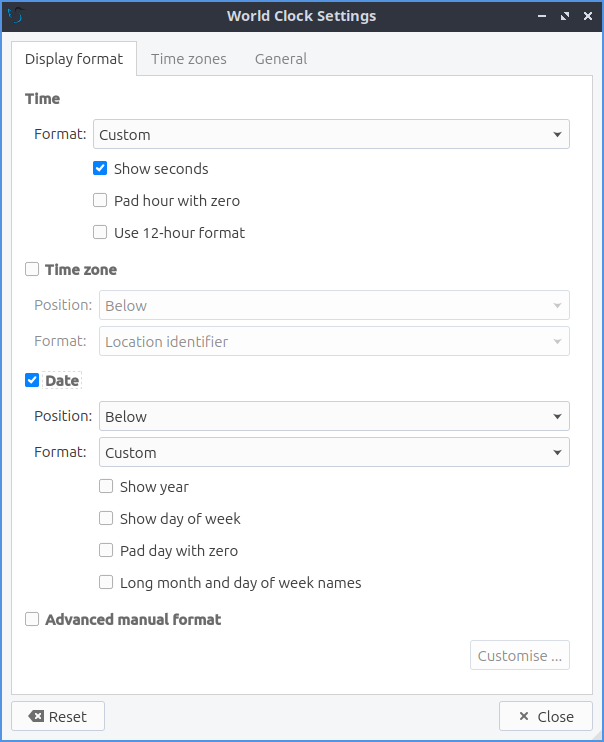 World Clock Settings
Display format Time zones General
Time
Format: Custom
Show seconds
Pad hour with zero
Use 12-hour format
Time zone
Position: Below
Format: Location identifier
Date
Position: Below
Format: Custom
Show year
Show day of week
Pad day with zero
Long month and day of week names
Advanced manual format
Customise ...
Reset Close